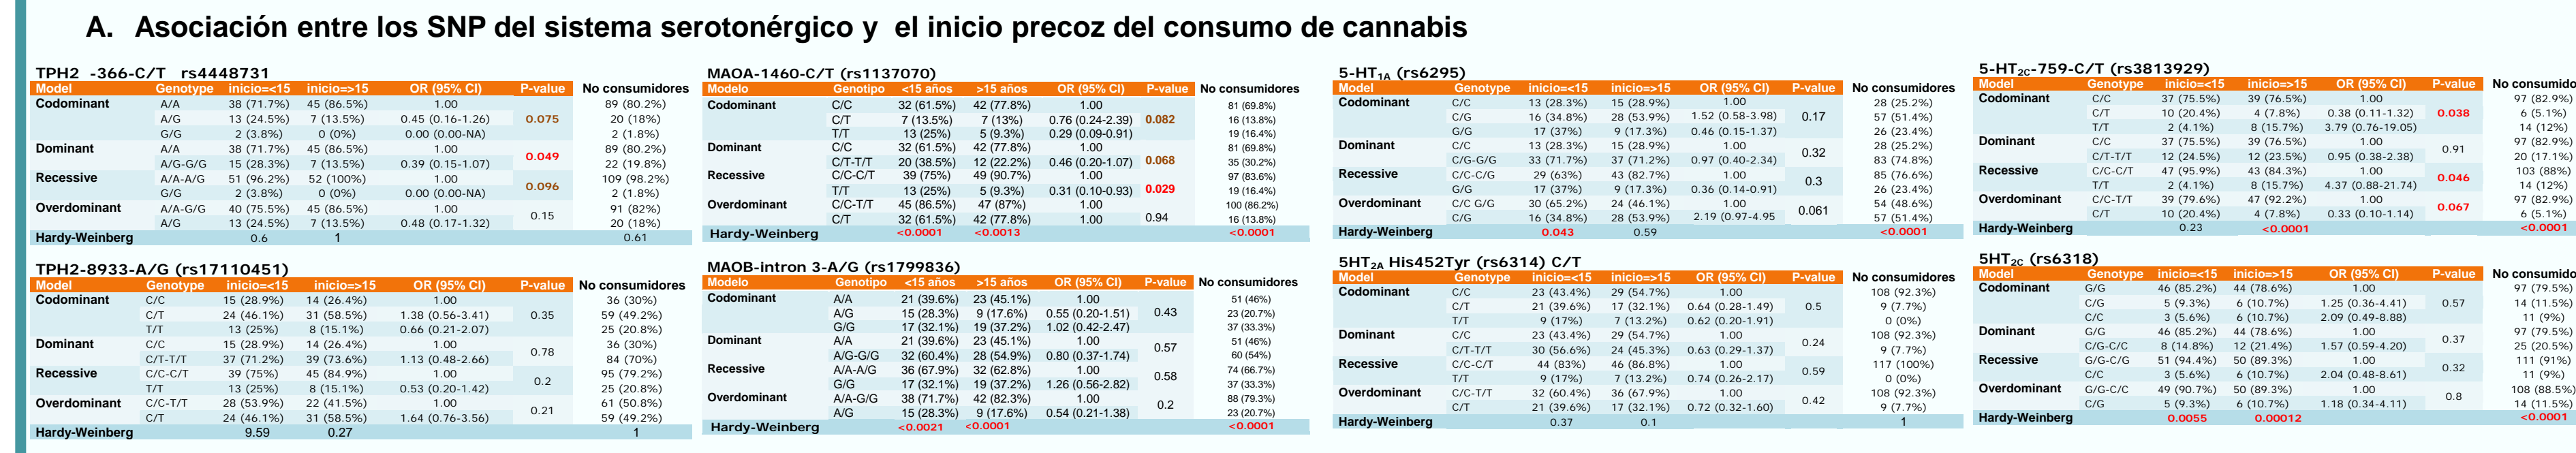 A. Asociación entre los SNP del sistema serotonérgico y el inicio precoz del consumo de cannabis
TPH2 -366-C/T rs4448731
Model Genotype inicio=<15 inicio=>15 OR (95% CI) P-value No consumidores
Codominant A/A 38 (71.7%) 45 (86.5%) 1.00 89 (80.2%)
A/G 13 (24.5%) 7 (13.5%) 0.45 (0.16-1.26) 0.075 20 (18%)
G/G 2 (3.8%) 0 (0%) 0.00 (0.00-NA) 2 (1.8%)
Dominant A/A 38 (71.7%) 45 (86.5%) 1.00 0.049 89 (80.2%)
A/G-G/G 15 (28.3%) 7 (13.5%) 0.39 (0.15-1.07) 22 (19.8%)
Recessive A/A-A/G 51 (96.2%) 52 (100%) 1.00 0.096 109 (98.2%)
G/G 2 (3.8%) 0 (0%) 0.00 (0.00-NA) 2 (1.8%)
Overdominant A/A-G/G 40 (75.5%) 45 (86.5%) 1.00 0.15 91 (82%)
A/G 13 (24.5%) 7 (13.5%) 0.48 (0.17-1.32) 20 (18%)
Hardy-Weinberg 0.6 1 0.61
TPH2-8933-A/G (rs17110451)
Model Genotype inicio=<15 inicio=>15 OR (95% CI) P-value No consumidores
Codominant C/C 15 (28.9%) 14 (26.4%) 1.00 36 (30%)
C/T 24 (46.1%) 31 (58.5%) 1.38 (0.56-3.41) 0.35 59 (49.2%)
T/T 13 (25%) 8 (15.1%) 0.66 (0.21-2.07) 25 (20.8%)
Dominant C/C 15 (28.9%) 14 (26.4%) 1.00 0.78 36 (30%)
C/T-T/T 37 (71.2%) 39 (73.6%) 1.13 (0.48-2.66) 84 (70%)
Recessive C/C-C/T 39 (75%) 45 (84.9%) 1.00 0.2 95 (79.2%)
T/T 13 (25%) 8 (15.1%) 0.53 (0.20-1.42) 25 (20.8%)
Overdominant C/C-T/T 28 (53.9%) 22 (41.5%) 1.00 0.21 61 (50.8%)
C/T 24 (46.1%) 31 (58.5%) 1.64 (0.76-3.56) 59 (49.2%)
Hardy-Weinberg 9.59 0.27 1
MAOA-1460-C/T (rs1137070)
Modelo Genotipo <15 años >15 años OR (95% CI) P-value No consumidores
Codominant C/C 32 (61.5%) 42 (77.8%) 1.00 81 (69.8%)
C/T 7 (13.5%) 7 (13%) 0.76 (0.24-2.39) 0.082 16 (13.8%)
T/T 13 (25%) 5 (9.3%) 0.29 (0.09-0.91) 19 (16.4%)
Dominant C/C 32 (61.5%) 42 (77.8%) 1.00 0.068 81 (69.8%)
C/T-T/T 20 (38.5%) 12 (22.2%) 0.46 (0.20-1.07) 35 (30.2%)
Recessive C/C-C/T 39 (75%) 49 (90.7%) 1.00 0.029 97 (83.6%)
T/T 13 (25%) 5 (9.3%) 0.31 (0.10-0.93) 19 (16.4%)
Overdominant C/C-T/T 45 (86.5%) 47 (87%) 1.00 0.94 100 (86.2%)
C/T 32 (61.5%) 42 (77.8%) 1.00 16 (13.8%)
Hardy-Weinberg <0.0001 <0.0013 <0.0001
MAOB-intron 3-A/G (rs1799836)
Modelo Genotipo <15 años >15 años OR (95% CI) P-value No consumidores
Codominant A/A 21 (39.6%) 23 (45.1%) 1.00 51 (46%)
A/G 15 (28.3%) 9 (17.6%) 0.55 (0.20-1.51) 0.43 23 (20.7%)
G/G 17 (32.1%) 19 (37.2%) 1.02 (0.42-2.47) 37 (33.3%)
Dominant A/A 21 (39.6%) 23 (45.1%) 1.00 0.57 51 (46%)
A/G-G/G 32 (60.4%) 28 (54.9%) 0.80 (0.37-1.74) 60 (54%)
Recessive A/A-A/G 36 (67.9%) 32 (62.8%) 1.00 0.58 74 (66.7%)
G/G 17 (32.1%) 19 (37.2%) 1.26 (0.56-2.82) 37 (33.3%)
Overdominant A/A-G/G 38 (71.7%) 42 (82.3%) 1.00 0.2 88 (79.3%)
A/G 15 (28.3%) 9 (17.6%) 0.54 (0.21-1.38) 23 (20.7%)
Hardy-Weinberg <0.0021 <0.0001 <0.0001
5-HT1A (rs6295)
Model Genotype inicio=<15 inicio=>15 OR (95% CI) P-value No consumidores
Codominant C/C 13 (28.3%) 15 (28.9%) 1.00 28 (25.2%)
C/G 16 (34.8%) 28 (53.9%) 1.52 (0.58-3.98) 0.17 57 (51.4%)
G/G 17 (37%) 9 (17.3%) 0.46 (0.15-1.37) 26 (23.4%)
Dominant C/C 13 (28.3%) 15 (28.9%) 1.00 0.32 28 (25.2%)
C/G-G/G 33 (71.7%) 37 (71.2%) 0.97 (0.40-2.34) 83 (74.8%)
Recessive C/C-C/G 29 (63%) 43 (82.7%) 1.00 0.3 85 (76.6%)
G/G 17 (37%) 9 (17.3%) 0.36 (0.14-0.91) 26 (23.4%)
Overdominant C/C G/G 30 (65.2%) 24 (46.1%) 1.00 0.061 54 (48.6%)
C/G 16 (34.8%) 28 (53.9%) 2.19 (0.97-4.95 57 (51.4%)
Hardy-Weinberg 0.043 0.59 <0.0001
5HT2A His452Tyr (rs6314) C/T
Model Genotype inicio=<15 inicio=>15 OR (95% CI) P-value No consumidores
Codominant C/C 23 (43.4%) 29 (54.7%) 1.00 108 (92.3%)
C/T 21 (39.6%) 17 (32.1%) 0.64 (0.28-1.49) 0.5 9 (7.7%)
T/T 9 (17%) 7 (13.2%) 0.62 (0.20-1.91) 0 (0%)
Dominant C/C 23 (43.4%) 29 (54.7%) 1.00 0.24 108 (92.3%)
C/T-T/T 30 (56.6%) 24 (45.3%) 0.63 (0.29-1.37) 9 (7.7%)
Recessive C/C-C/T 44 (83%) 46 (86.8%) 1.00 0.59 117 (100%)
T/T 9 (17%) 7 (13.2%) 0.74 (0.26-2.17) 0 (0%)
Overdominant C/C-T/T 32 (60.4%) 36 (67.9%) 1.00 0.42 108 (92.3%)
C/T 21 (39.6%) 17 (32.1%) 0.72 (0.32-1.60) 9 (7.7%)
Hardy-Weinberg 0.37 0.1 1
5-HT2C-759-C/T (rs3813929)
Model Genotype inicio=<15 inicio=>15 OR (95% CI) P-value No consumido
Codominant C/C 37 (75.5%) 39 (76.5%) 1.00 97 (82.9%)
C/T 10 (20.4%) 4 (7.8%) 0.38 (0.11-1.32) 0.038 6 (5.1%)
T/T 2 (4.1%) 8 (15.7%) 3.79 (0.76-19.05) 14 (12%)
Dominant C/C 37 (75.5%) 39 (76.5%) 1.00 0.91 97 (82.9%)
C/T-T/T 12 (24.5%) 12 (23.5%) 0.95 (0.38-2.38) 20 (17.1%)
Recessive C/C-C/T 47 (95.9%) 43 (84.3%) 1.00 0.046 103 (88%)
T/T 2 (4.1%) 8 (15.7%) 4.37 (0.88-21.74) 14 (12%)
Overdominant C/C-T/T 39 (79.6%) 47 (92.2%) 1.00 0.067 97 (82.9%)
C/T 10 (20.4%) 4 (7.8%) 0.33 (0.10-1.14) 6 (5.1%)
Hardy-Weinberg 0.23 <0.0001 <0.0001
5HT2C (rs6318)
Model Genotype inicio=<15 inicio=>15 OR (95% CI) P-value No consumido
Codominant G/G 46 (85.2%) 44 (78.6%) 1.00 97 (79.5%)
C/G 5 (9.3%) 6 (10.7%) 1.25 (0.36-4.41) 0.57 14 (11.5%)
C/C 3 (5.6%) 6 (10.7%) 2.09 (0.49-8.88) 11 (9%)
Dominant G/G 46 (85.2%) 44 (78.6%) 1.00 0.37 97 (79.5%)
C/G-C/C 8 (14.8%) 12 (21.4%) 1.57 (0.59-4.20) 25 (20.5%)
Recessive G/G-C/G 51 (94.4%) 50 (89.3%) 1.00 0.32 111 (91%)
C/C 3 (5.6%) 6 (10.7%) 2.04 (0.48-8.61) 11 (9%)
Overdominant G/G-C/C 49 (90.7%) 50 (89.3%) 1.00 0.8 108 (88.5%)
C/G 5 (9.3%) 6 (10.7%) 1.18 (0.34-4.11) 14 (11.5%)
Hardy-Weinberg 0.0055 0.00012 <0.0001